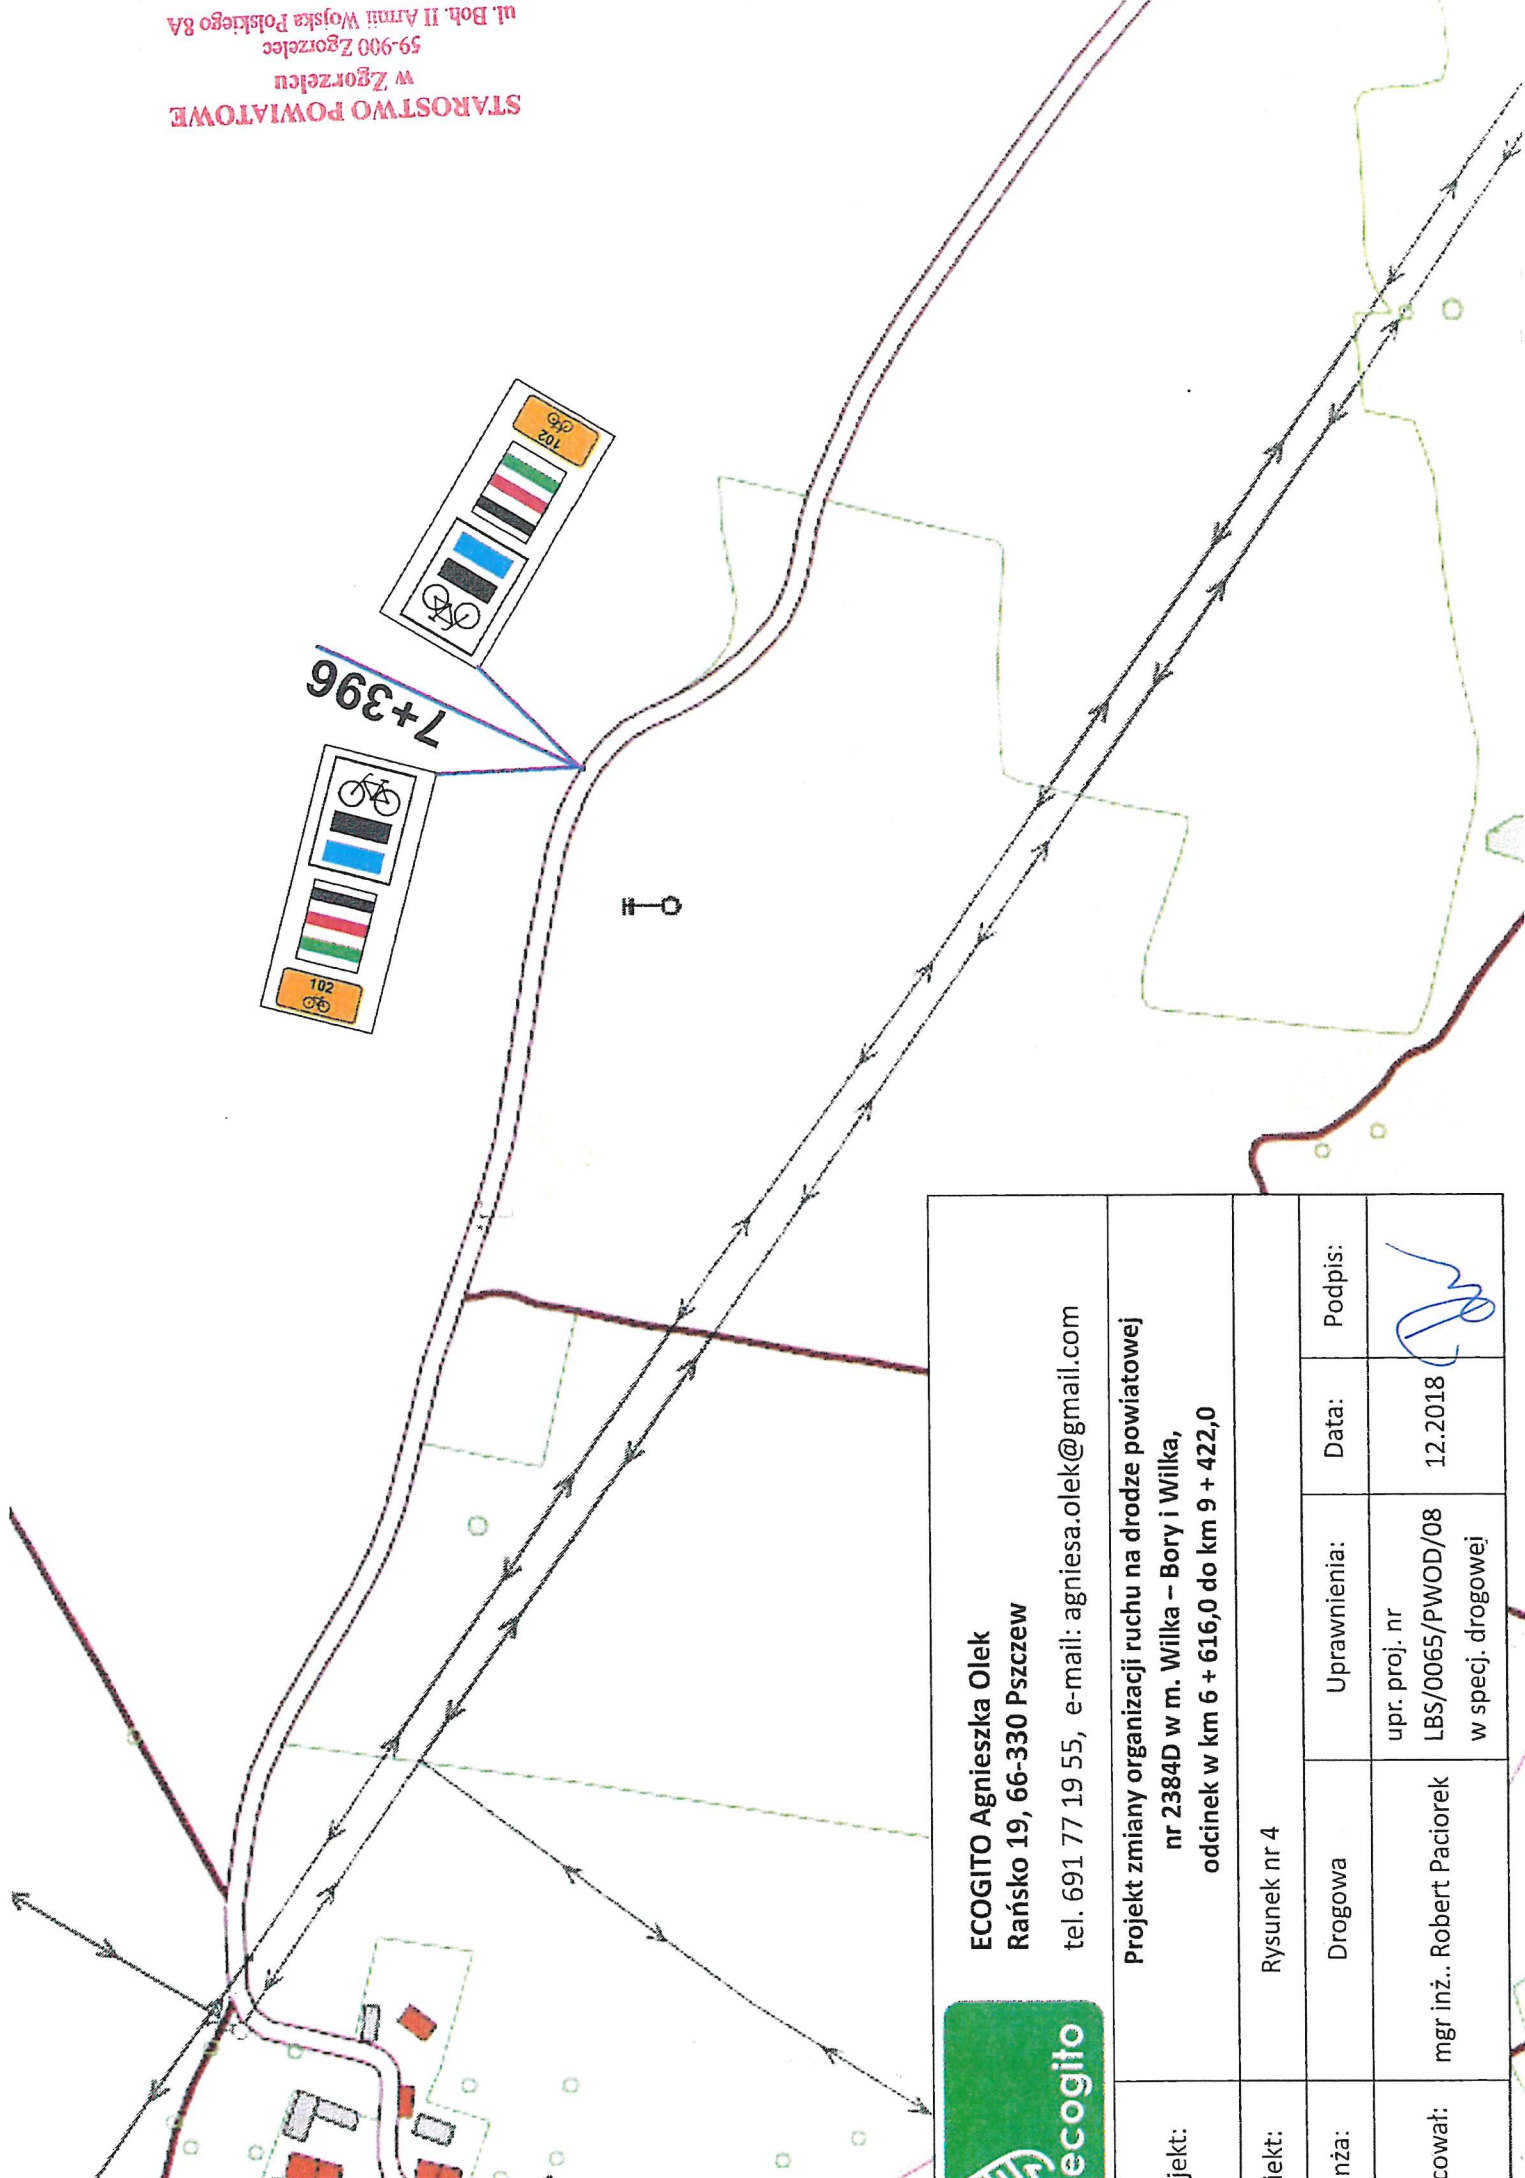 STAROSTWO POWIATOWE
w Zgorzelcu
59-900 Zgorzelec
ul. Boh. II Armii Wojska Polskiego 8A
102
7+396
102
ecogito
ECOGITO Agnieszka Olek
Rańsko 19, 66-330 Pszczew
tel. 691 77 19 55, e-mail: agniesa.olek@gmail.com
jekt:
Projekt zmiany organizacji ruchu na drodze powiatowej
nr 2384D w m. Wilka – Bory i Wilka,
odcinek w km 6 + 616,0 do km 9 + 422,0
iekt:
Rysunek nr 4
nża:
Drogowa
Uprawnienia:
Data:
Podpis:
cował:
mgr inż.. Robert Paciorek
upr. proj. nr
LBS/0065/PWOD/08
w specj. drogowej
12.2018